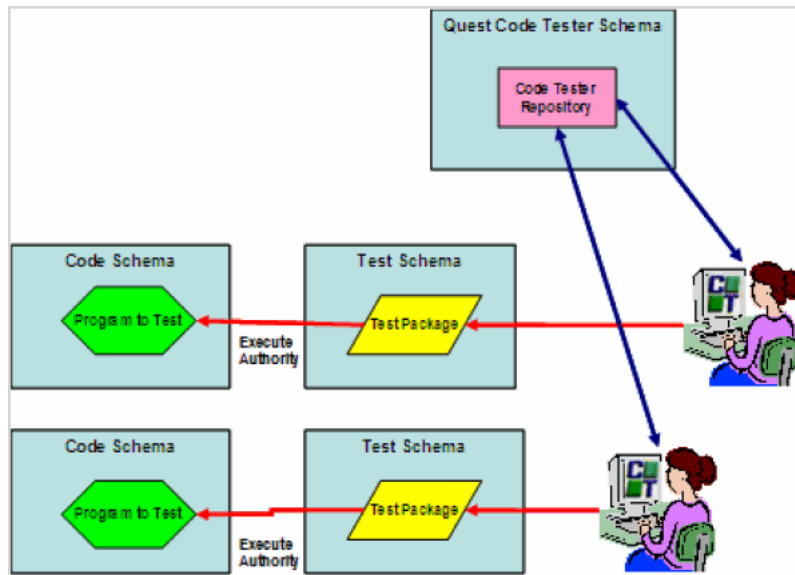 Quest Code Tester Schema
Code Tester
Repository
Code Schema
Test Schema
Program to Test
Test Package
Execute
Authority
C
T
Code Schema
Test Schema
Program to Test
Test Package
Execute
Authority
C
T